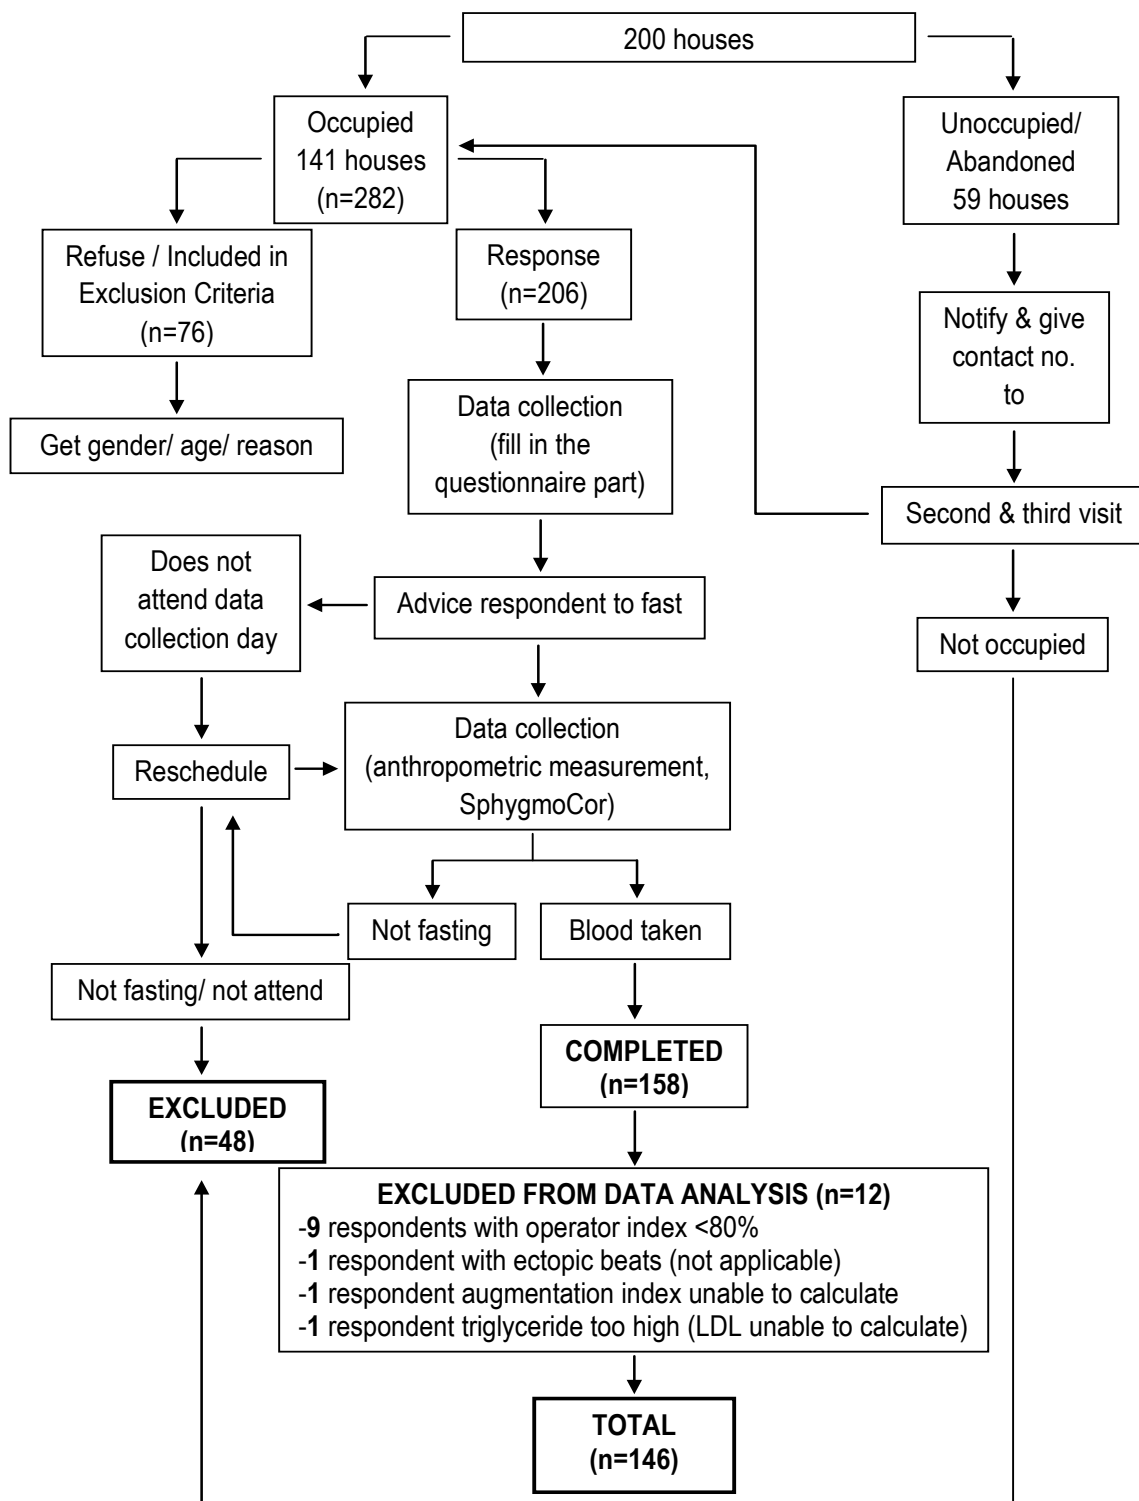 200 houses
Occupied
141 houses
(n=282)
Unoccupied/
Abandoned
59 houses
Refuse / Included in
Exclusion Criteria
(n=76)
Response
(n=206)
Notify & give
contact no.
to
Get gender/ age/ reason
Data collection
(fill in the
questionnaire part)
Second & third visit
Does not
attend data
collection day
Advice respondent to fast
Not occupied
Reschedule
Data collection
(anthropometric measurement,
SphygmoCor)
Not fasting
Blood taken
Not fasting/ not attend
COMPLETED
(n=158)
EXCLUDED
(n=48)
EXCLUDED FROM DATA ANALYSIS (n=12)
-9 respondents with operator index <80%
-1 respondent with ectopic beats (not applicable)
-1 respondent augmentation index unable to calculate
-1 respondent triglyceride too high (LDL unable to calculate)
TOTAL
(n=146)